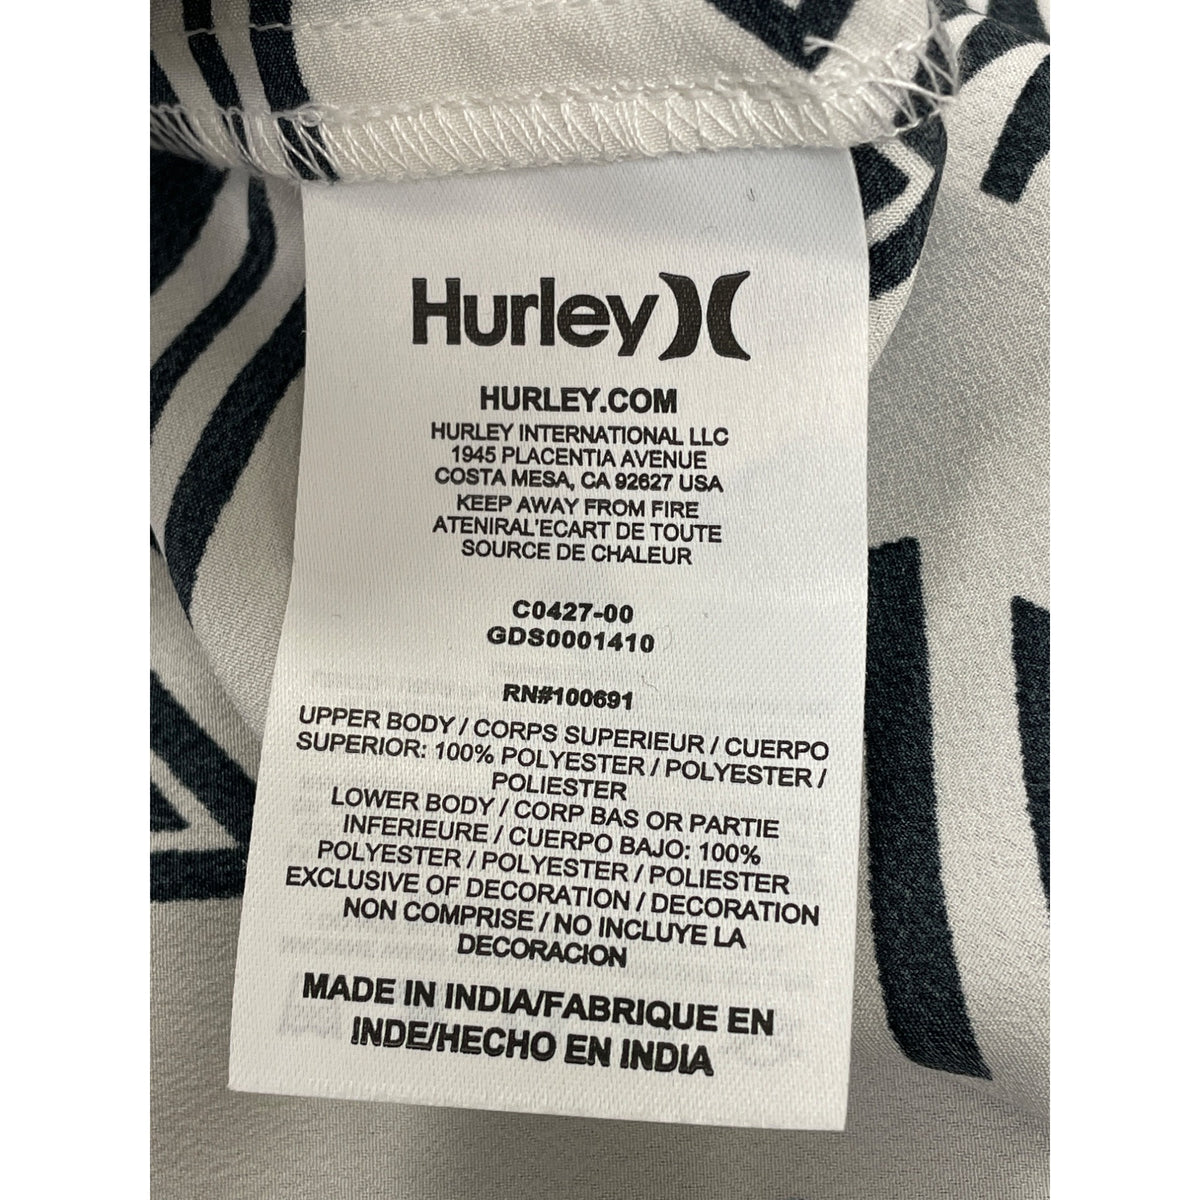 Hurley
HURLEY.COM
HURLEY INTERNATIONAL LLC
1945 PLACENTIA AVENUE
COSTA MESA, CA 92627 USA
KEEP AWAY FROM FIRE
ATENIRAL'ECART DE TOUTE
SOURCE DE CHALEUR
C0427-00
GDS0001410
RN#100691
UPPER BODY / CORPS SUPERIEUR / CUERPO
SUPERIOR: 100% POLYESTER / POLYESTER /
POLIESTER
LOWER BODY / CORP BAS OR PARTIE
INFERIEURE / CUERPO BAJO: 100%
POLYESTER / POLYESTER / POLIESTER
EXCLUSIVE OF DECORATION / DECORATION
NON COMPRISE / NO INCLUYE LA
DECORACION
MADE IN INDIA/FABRIQUE EN
INDE/HECHO EN INDIA